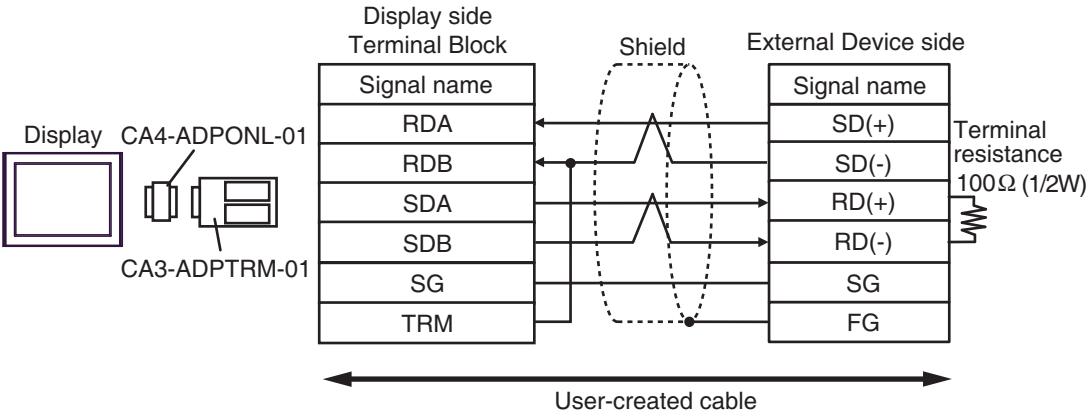 Display side
Terminal Block
Shield
External Device side
Signal name
Signal name
RDA
SD(+)
RDB
SD(-)
SDA
RD(+)
SDB
RD(-)
SG
SG
TRM
FG
Display
CA4-ADPONL-01
CA3-ADPTRM-01
Terminal
resistance
100Ω (1/2W)
User-created cable